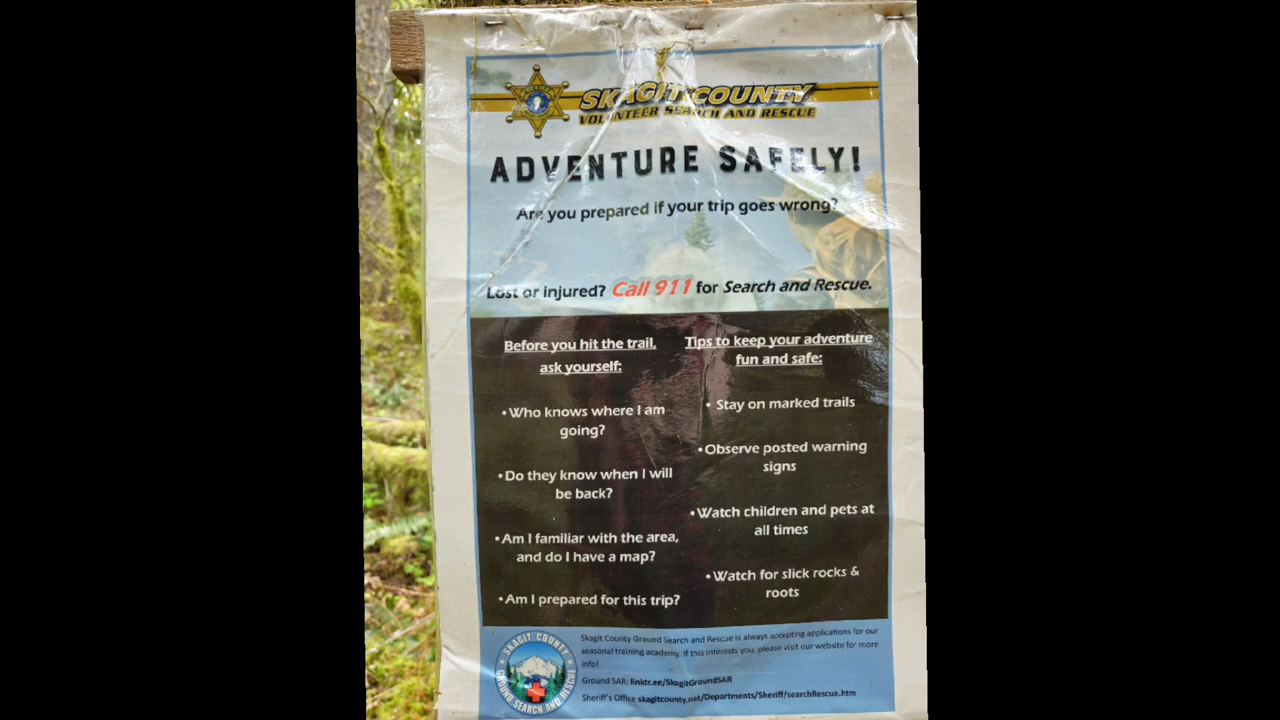 SKAGIT COUNTY
VOLUNTEER SEARCH AND RESCUE
ADVENTURE SAFELY!
Are you prepared if your trip goes wrong?
Lost or injured? Call 911 for Search and Rescue.
Before you hit the trail,
ask yourself:
•Who knows where I am
going?
•Do they know when I will
be back?
•Am I familiar with the area,
and do I have a map?
•Am I prepared for this trip?
Tips to keep your adventure
fun and safe:
• Stay on marked trails
•Observe posted warning
signs
•Watch children and pets at
all times
•Watch for slick rocks &
roots
SKAGIT COUNTY
GROUND SEARCH AND RESCUE
Skagit County Ground Search and Rescue is always accepting applications for our
seasonal training academy. If this interests you, please visit our website for more
info!
Ground SAR: linktr.ee/SkagitGroundSAR
Sheriff's Office skagitcounty.net/Departments/Sheriff/searchRescue.htm